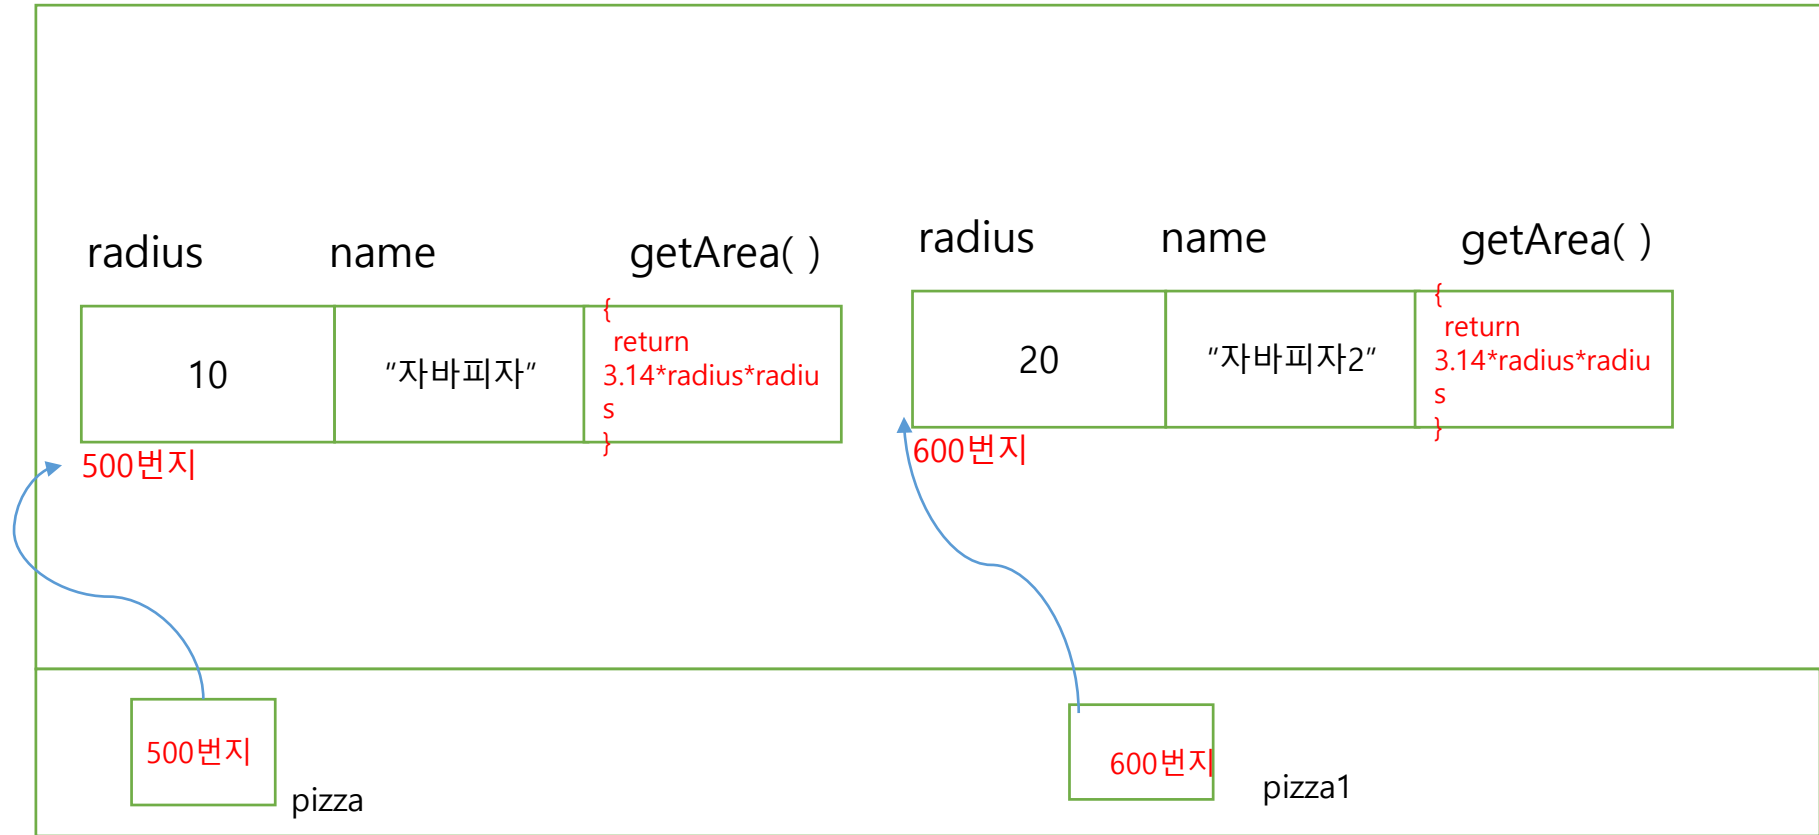 radius name getArea( )
10 “자바피자”
{
return
3.14*radius*radiu
s
}
500번지
radius name getArea( )
20 “자바피자2”
{
return
3.14*radius*radiu
s
}
600번지
500번지
pizza
600번지
pizza1